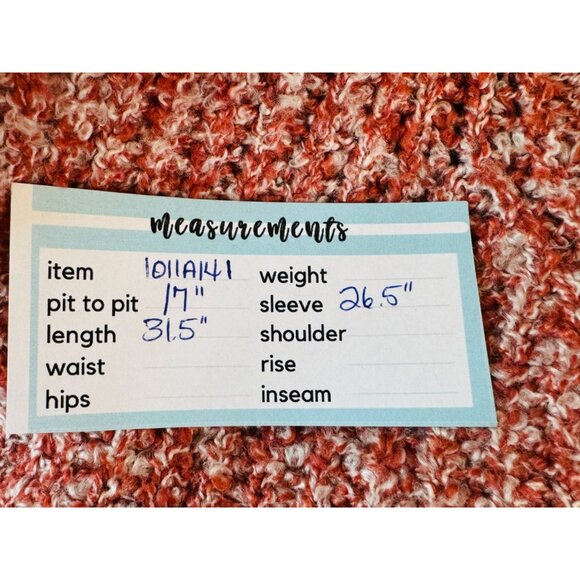 measurements
item 1011A141 weight
pit to pit 17" sleeve 26.5"
length 31.5" shoulder
waist rise
hips inseam